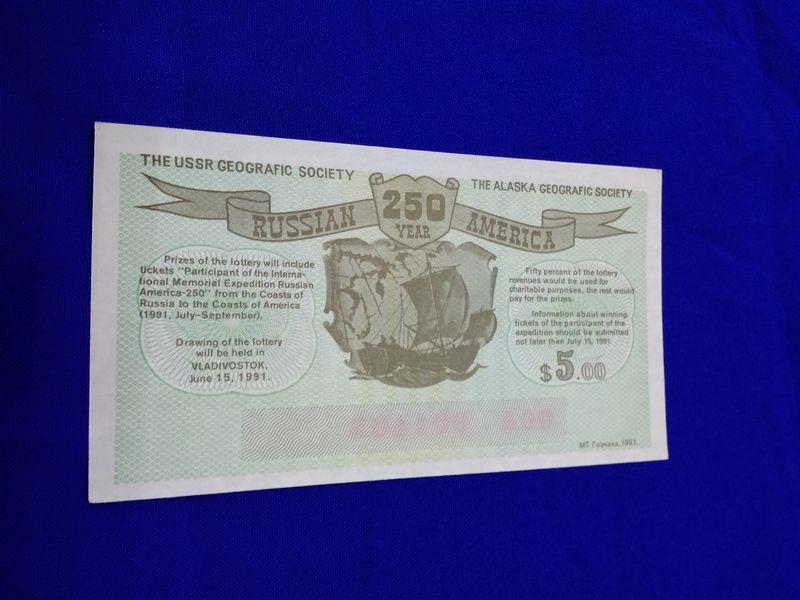 THE USSR GEOGRAFIC SOCIETY
THE ALASKA GEOGRAFIC SOCIETY
RUSSIAN 250 YEAR AMERICA
Prizes of the lottery will include
tickets "Participant of the Interna-
tional Memorial Expedition Russian
America-250" from the Coasts of
Russia to the Coasts of America
(1991, July–September).
Drawing of the lottery
will be held in
VLADIVOSTOK,
June 15, 1991.
Fifty percent of the lottery
revenues would be used for
charitable purposes, the rest would
pay for the prizes.
Information about winning
tickets of the participant of the
expedition should be submitted
not later than July 15, 1991.
$5.00
МТ Гознака. 1991.